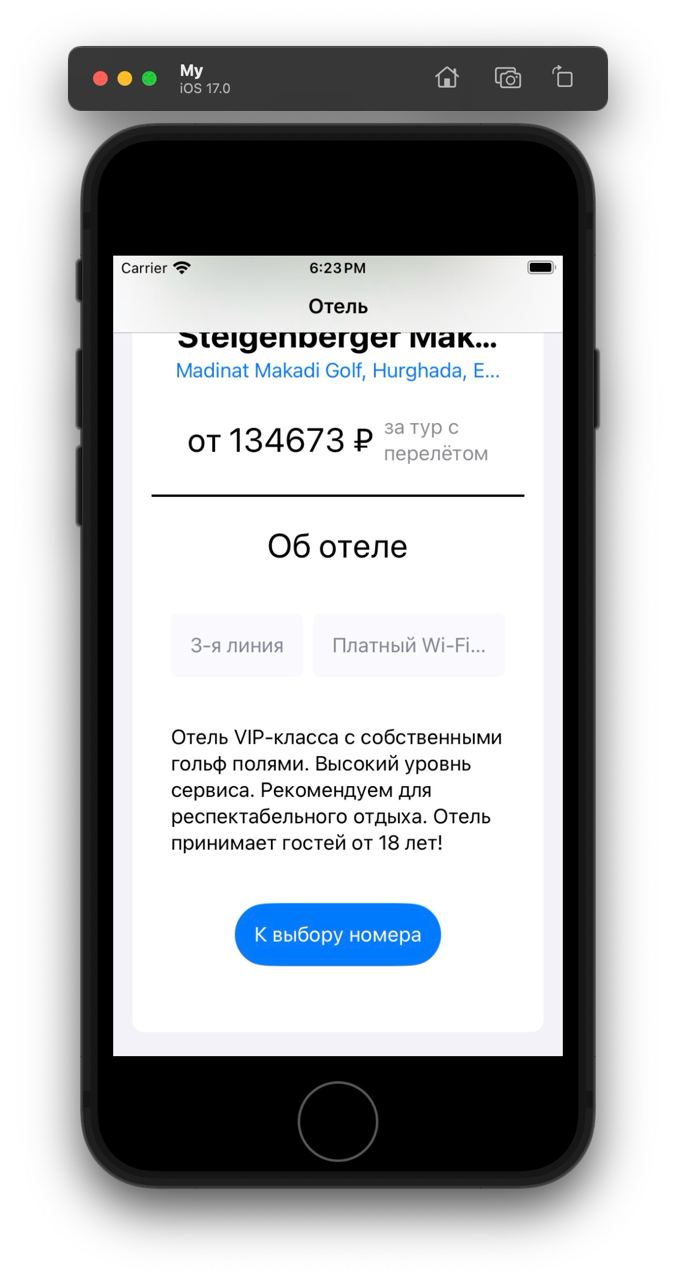 My
iOS 17.0
Carrier 6:23 PM
Отель
Steigenberger Mak...
Madinat Makadi Golf, Hurghada, E...
от 134673 ₽ за тур с
перелётом
Об отеле
3-я линия Платный Wi-Fi...
Отель VIP-класса с собственными
гольф полями. Высокий уровнь
сервиса. Рекомендуем для
респектабельного отдыха. Отель
принимает гостей от 18 лет!
К выбору номера